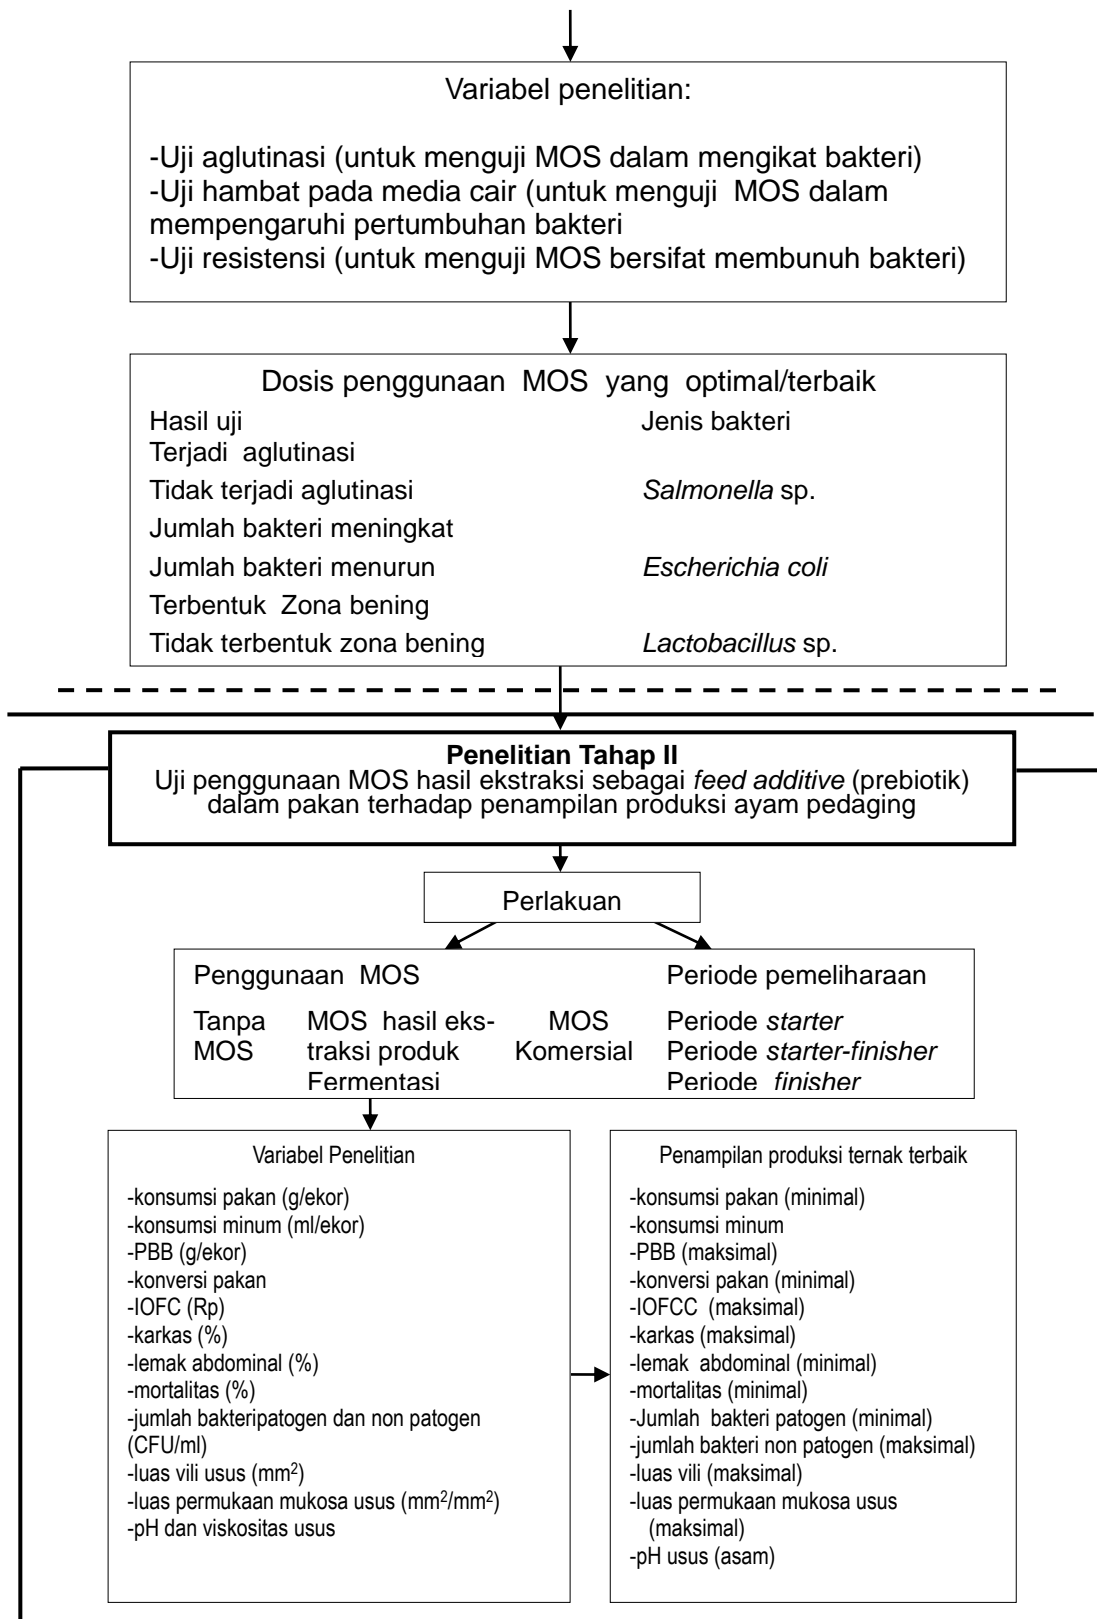 Variabel penelitian:
-Uji aglutinasi (untuk menguji MOS dalam mengikat bakteri)
-Uji hambat pada media cair (untuk menguji MOS dalam
mempengaruhi pertumbuhan bakteri
-Uji resistensi (untuk menguji MOS bersifat membunuh bakteri)
Dosis penggunaan MOS yang optimal/terbaik
Hasil uji Jenis bakteri
Terjadi aglutinasi
Tidak terjadi aglutinasi Salmonella sp.
Jumlah bakteri meningkat
Jumlah bakteri menurun Escherichia coli
Terbentuk Zona bening
Tidak terbentuk zona bening Lactobacillus sp.
Penelitian Tahap II
Uji penggunaan MOS hasil ekstraksi sebagai feed additive (prebiotik)
dalam pakan terhadap penampilan produksi ayam pedaging
Perlakuan
Penggunaan MOS Periode pemeliharaan
Tanpa MOS hasil eks- MOS Periode starter
MOS traksi produk Komersial Periode starter-finisher
Fermentasi Periode finisher
Variabel Penelitian
-konsumsi pakan (g/ekor)
-konsumsi minum (ml/ekor)
-PBB (g/ekor)
-konversi pakan
-IOFC (Rp)
-karkas (%)
-lemak abdominal (%)
-mortalitas (%)
-jumlah bakteripatogen dan non patogen
(CFU/ml)
-luas vili usus (mm²)
-luas permukaan mukosa usus (mm²/mm²)
-pH dan viskositas usus
Penampilan produksi ternak terbaik
-konsumsi pakan (minimal)
-konsumsi minum
-PBB (maksimal)
-konversi pakan (minimal)
-IOFCC (maksimal)
-karkas (maksimal)
-lemak abdominal (minimal)
-mortalitas (minimal)
-Jumlah bakteri patogen (minimal)
-jumlah bakteri non patogen (maksimal)
-luas vili (maksimal)
-luas permukaan mukosa usus
(maksimal)
-pH usus (asam)